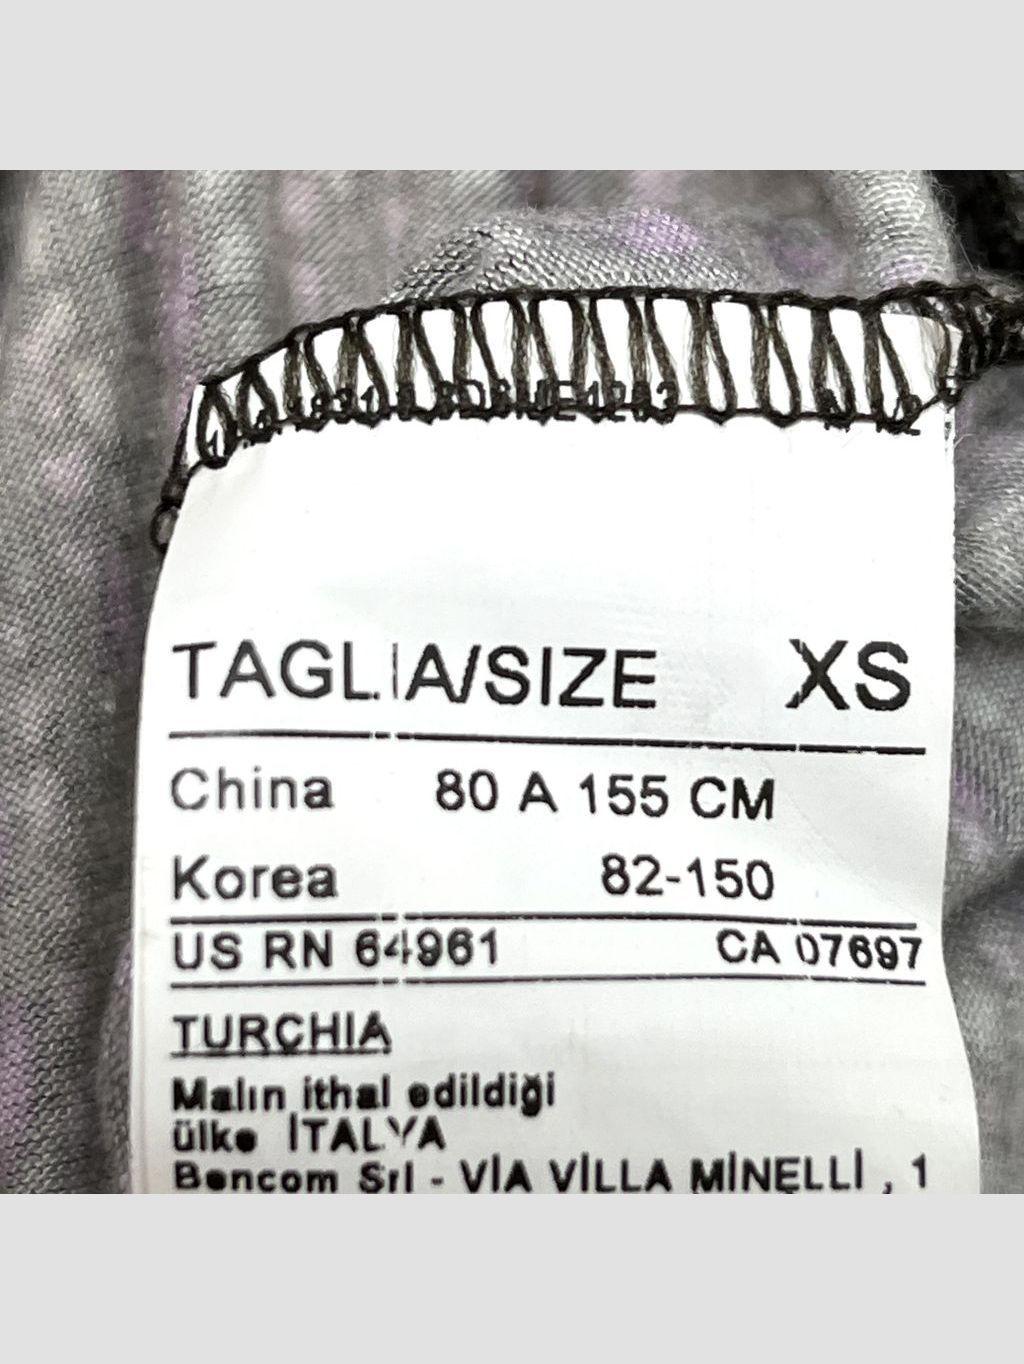 TAGLIA/SIZE XS
China 80 A 155 CM
Korea 82-150
US RN 64961 CA 07697
TURCHIA
Malın ithal edildiği
ülke İTALYA
Bencom Srl - VİA VİLLA MİNELLİ , 1